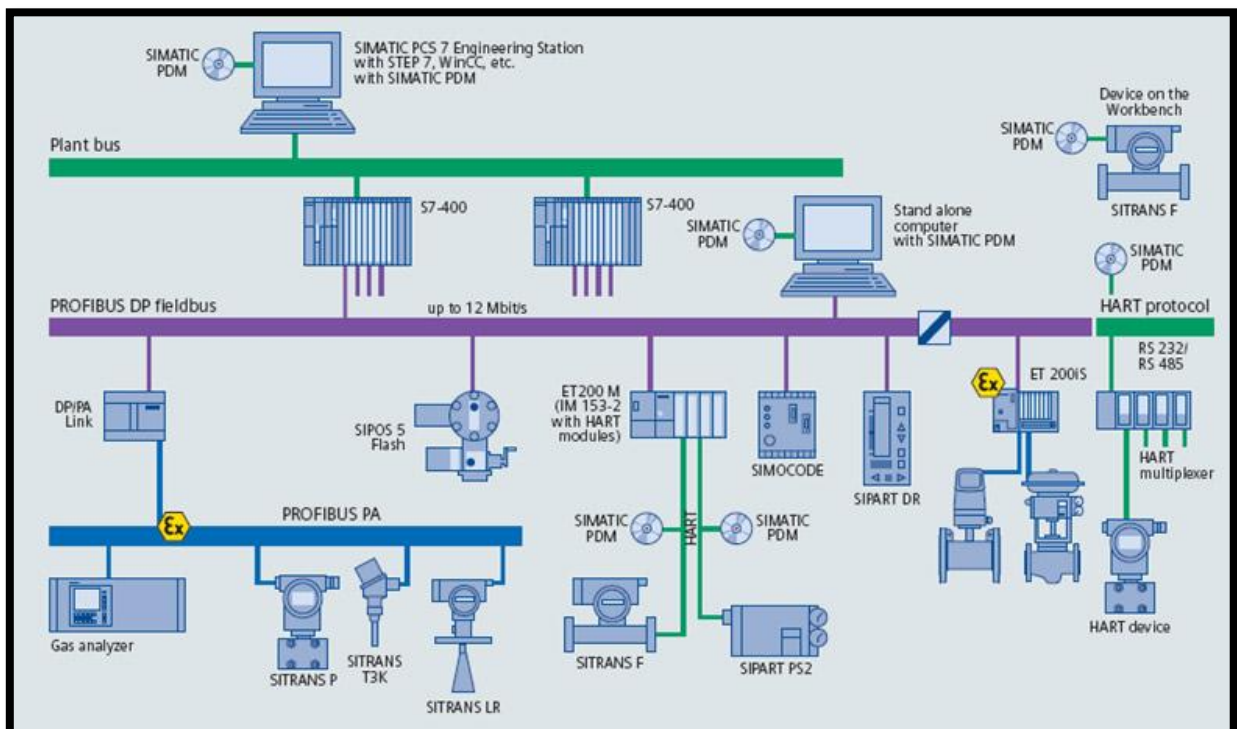 SIMATIC
PDM
SIMATIC PCS 7 Engineering Station
with STEP 7, WinCC, etc.
with SIMATIC PDM
Device on the
Workbench
SIMATIC
PDM
SITRANS F
Plant bus
S7-400
S7-400
SIMATIC
PDM
Stand alone
computer
with SIMATIC PDM
SIMATIC
PDM
PROFIBUS DP fieldbus
up to 12 Mbit/s
HART protocol
RS 232/
RS 485
DP/PA
Link
SIPOS 5
Flash
ET200 M
(IM 153-2
with HART
modules)
SIMOCODE
SIPART DR
Ex
ET 200iS
HART
multiplexer
Ex
PROFIBUS PA
SIMATIC
PDM
HART
SIMATIC
PDM
Gas analyzer
SITRANS P
SITRANS
T3K
SITRANS LR
SITRANS F
SIPART PS2
HART device